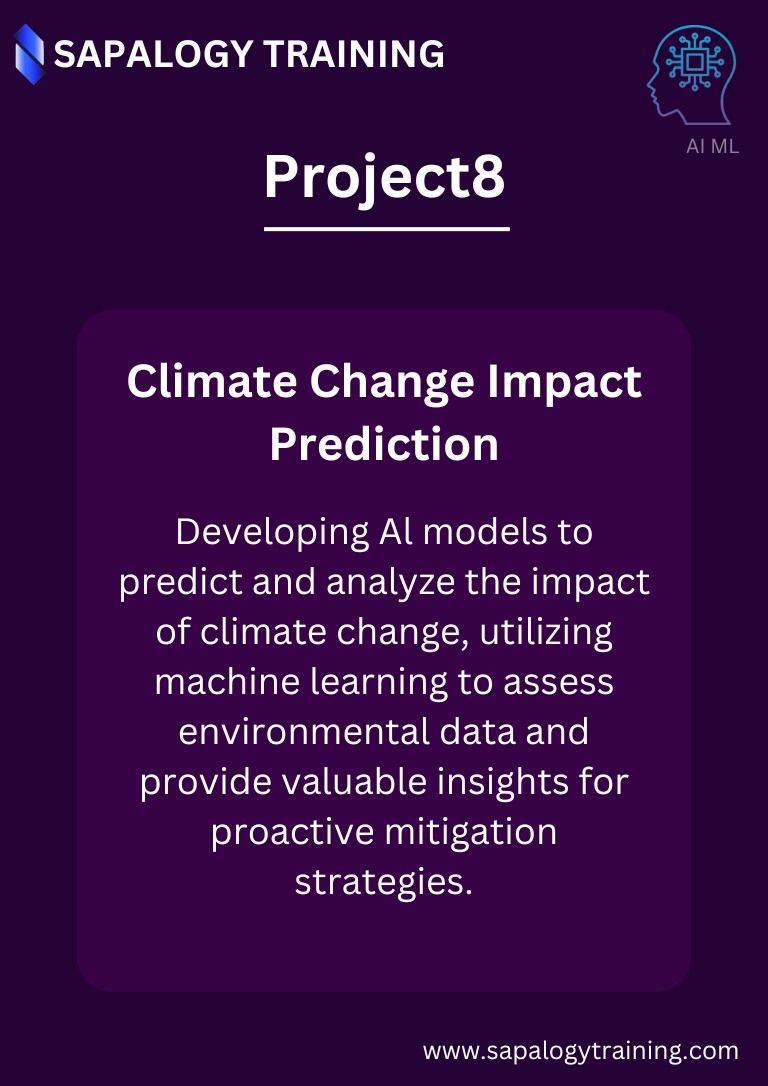 SAPALOGY TRAINING
AI ML
Project8
Climate Change Impact
Prediction
Developing Al models to
predict and analyze the impact
of climate change, utilizing
machine learning to assess
environmental data and
provide valuable insights for
proactive mitigation
strategies.
www.sapalogytraining.com